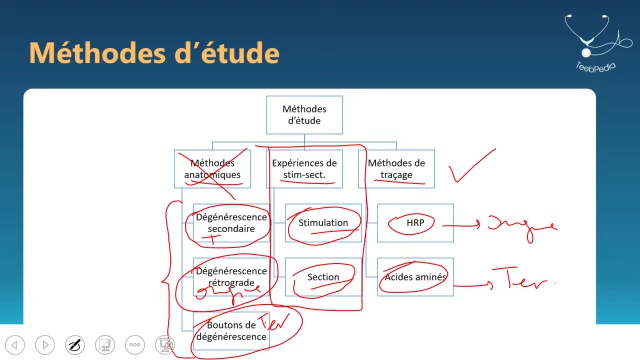 Méthodes d'étude
TeebPedia
Méthodes
d'étude
Méthodes
anatomiques
Expériences de
stim-sect.
Méthodes de
traçage
Dégénérescence
secondaire
Stimulation
HRP
Dégénérescence
rétrograde
Section
Acides aminés
Ter
Boutons de
Ter
dégénérescence